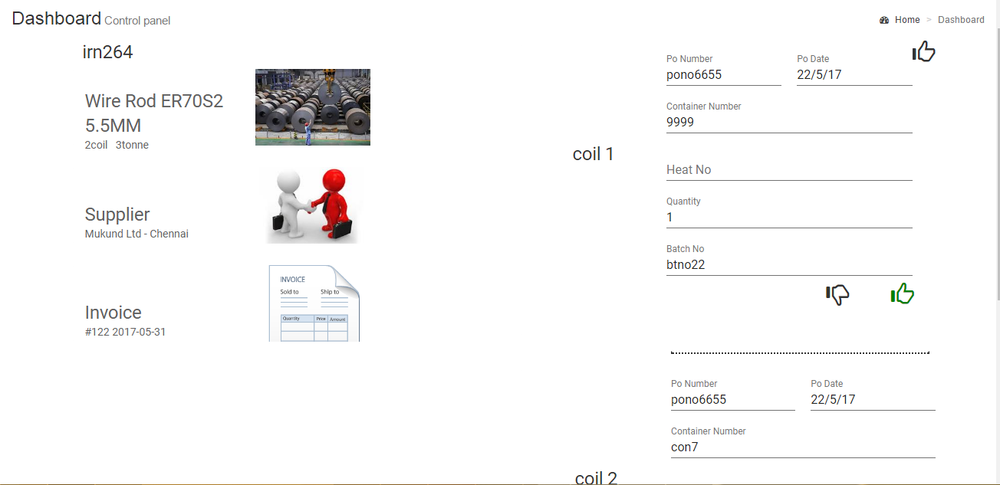 Dashboard Control panel
Home > Dashboard
irn264
Wire Rod ER70S2
5.5MM
2coil 3tonne
Supplier
Mukund Ltd - Chennai
INVOICE
Sold to Ship to
Quantity Price Amount
Invoice
#122 2017-05-31
coil 1
Po Number Po Date
pono6655 22/5/17
Container Number
9999
Heat No
Quantity
1
Batch No
btno22
Po Number Po Date
pono6655 22/5/17
Container Number
con7
coil 2